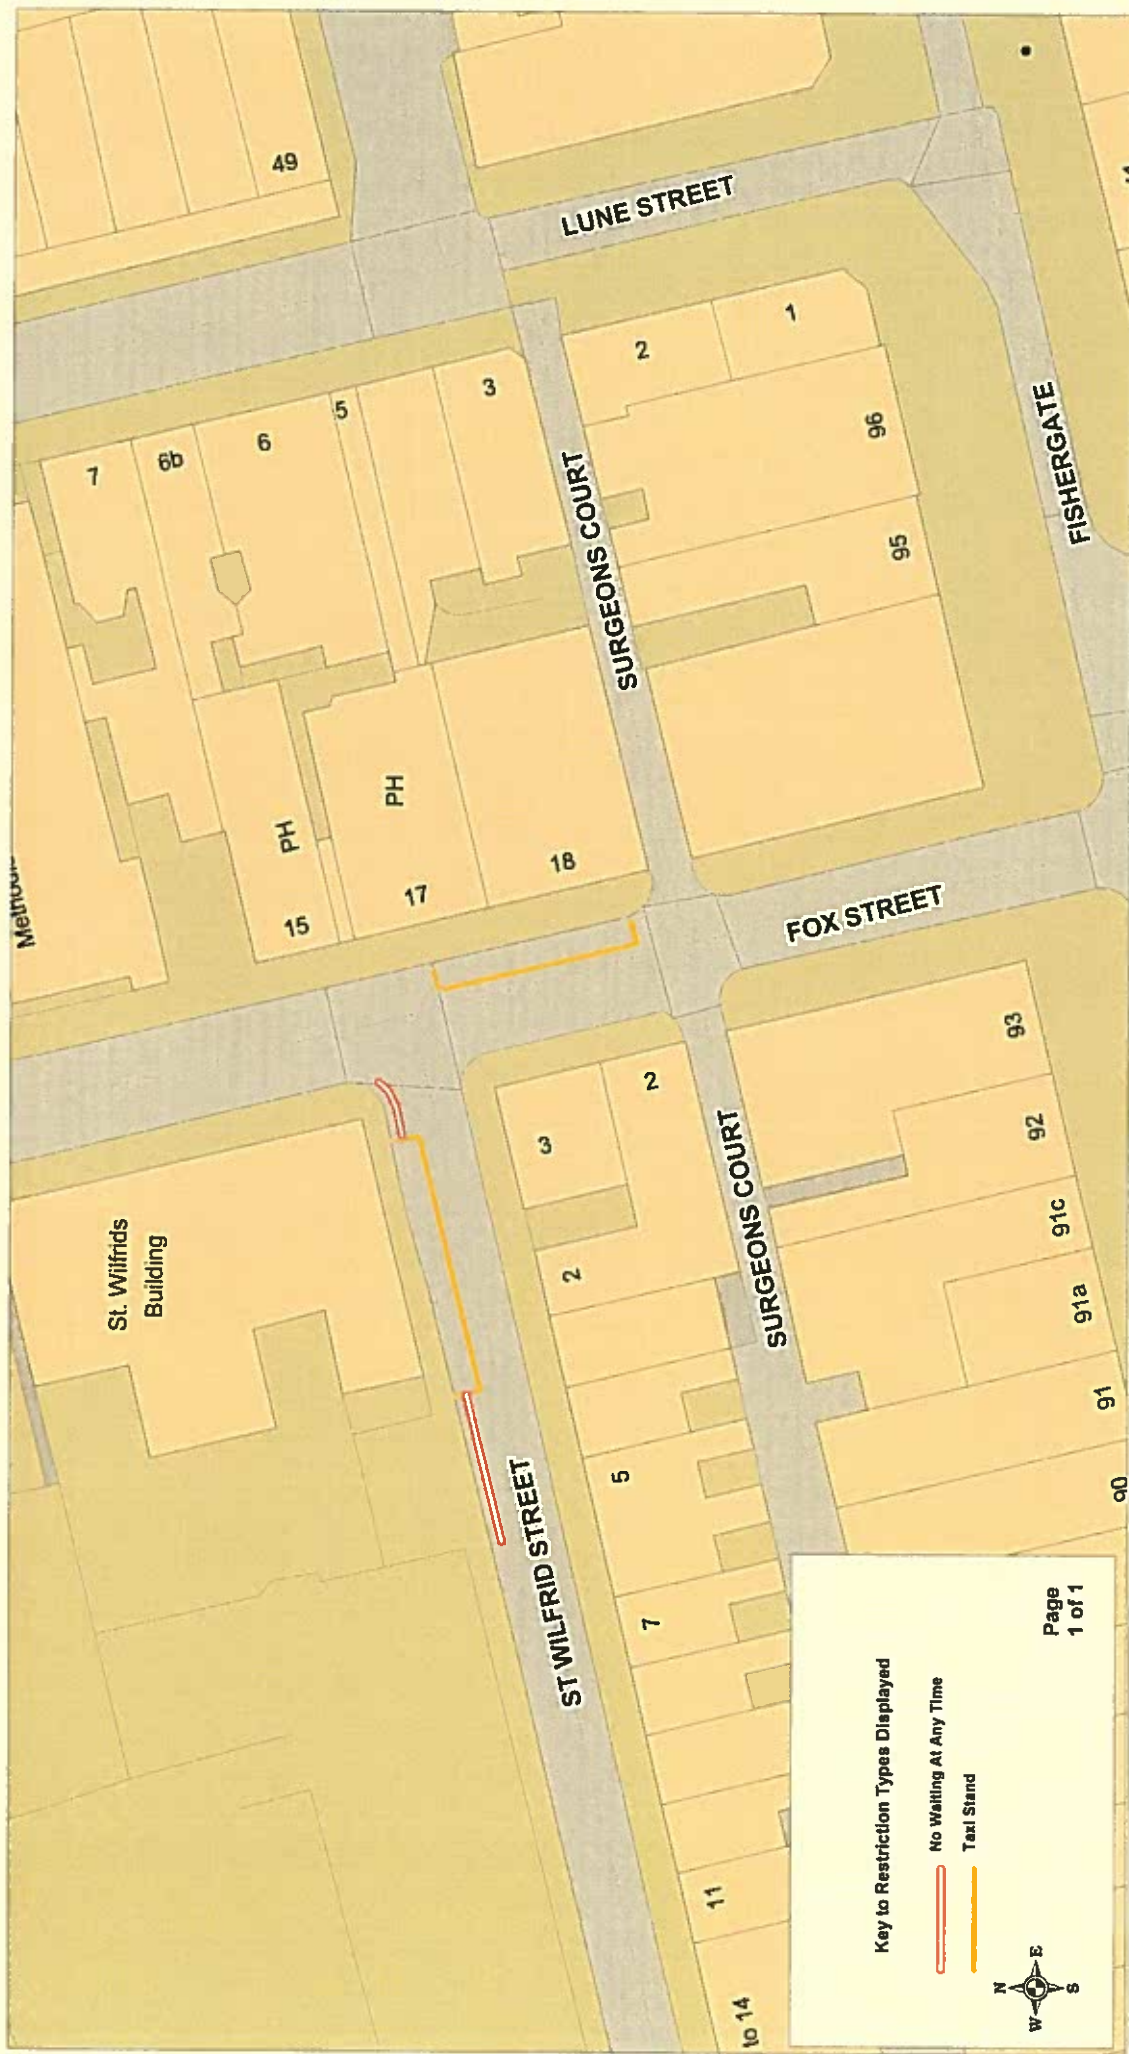 St. Wilfrids
Building
7
6b
6
5
3
49
PH
15
PH
17
18
ST WILFRID STREET
3
2
2
5
7
11
to 14
SURGEONS COURT
LUNE STREET
2
1
96
95
FOX STREET
SURGEONS COURT
93
92
91c
91a
91
90
FISHERGATE
Key to Restriction Types Displayed
No Waiting At Any Time
Taxi Stand
N
W
E
S
Page
1 of 1